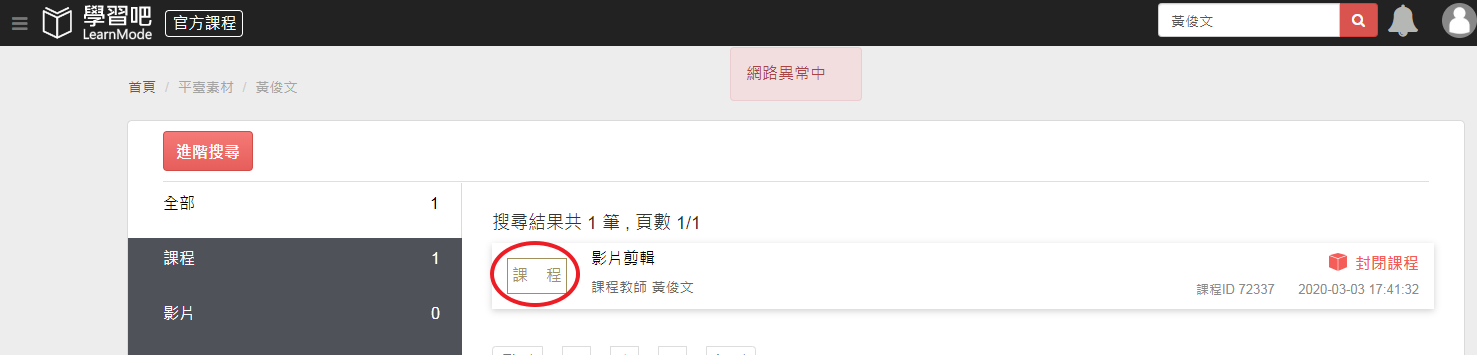 學習吧
LearnMode
官方課程
黃俊文
網路異常中
首頁 / 平臺素材 / 黃俊文
進階搜尋
全部 1
課程 1
影片 0
搜尋結果共 1 筆 , 頁數 1/1
課 程
影片剪輯
課程教師 黃俊文
封閉課程
課程ID 72337 2020-03-03 17:41:32